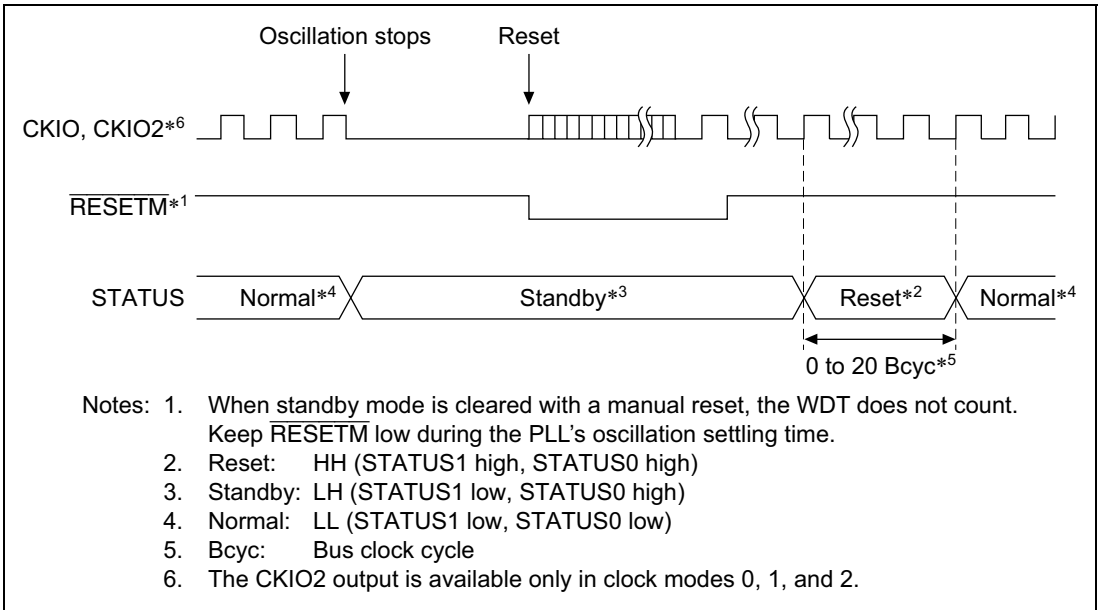 Oscillation stops Reset
CKIO, CKIO2*6
RESETM*1
STATUS Normal*4 Standby*3 Reset*2 Normal*4
0 to 20 Bcyc*5
Notes: 1. When standby mode is cleared with a manual reset, the WDT does not count.
Keep RESETM low during the PLL's oscillation settling time.
2. Reset: HH (STATUS1 high, STATUS0 high)
3. Standby: LH (STATUS1 low, STATUS0 high)
4. Normal: LL (STATUS1 low, STATUS0 low)
5. Bcyc: Bus clock cycle
6. The CKIO2 output is available only in clock modes 0, 1, and 2.